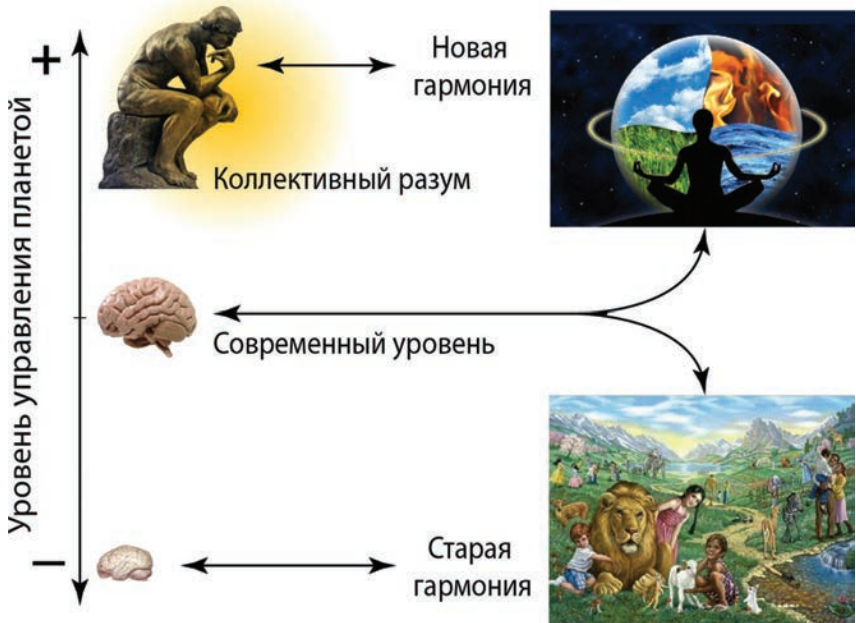 Уровень управления планетой
+
Новая
гармония
Коллективный разум
Современный уровень
–
Старая
гармония